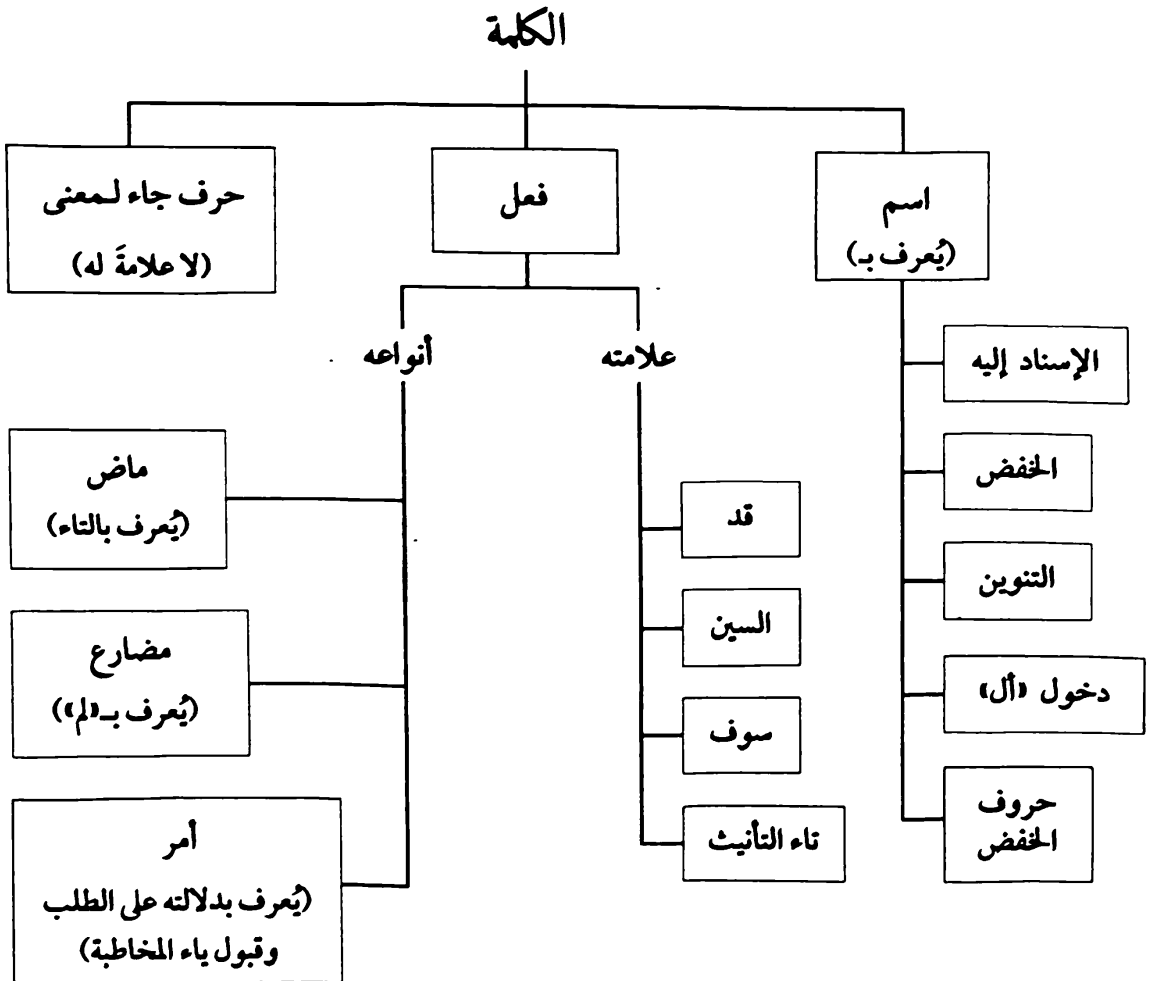 الكلمة
اسم
(يُعرف بـ)
الإسناد إليه
الخفض
التنوين
دخول «أل»
حروف
الخفض
فعل
علامته
قد
السين
سوف
تاء التأنيث
أنواعه
ماض
(يُعرف بالتاء)
مضارع
(يُعرف بـ«لم»)
أمر
(يُعرف بدلالته على الطلب
وقبول ياء المخاطبة)
حرف جاء لـمعنى
(لا علامةَ له)